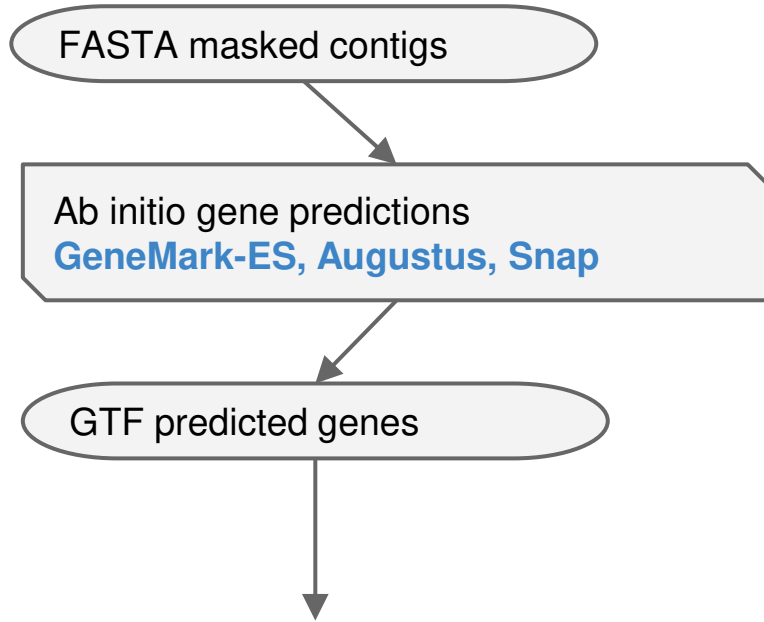 FASTA masked contigs
Ab initio gene predictions
GeneMark-ES, Augustus, Snap
GTF predicted genes